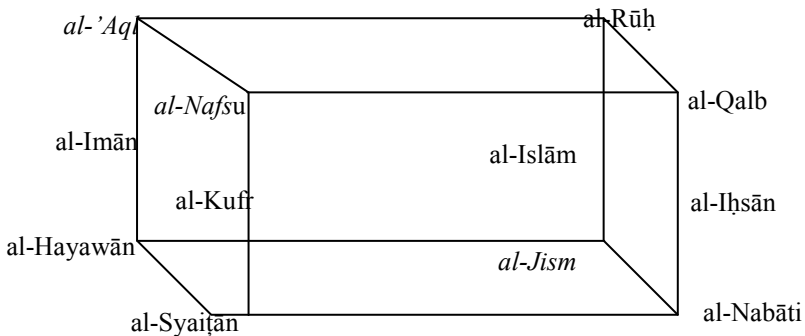 al-’Aql
al-Rūḥ
al-Nafsu
al-Qalb
al-Imān
al-Islām
al-Kufr
al-Iḥsān
al-Hayawān
al-Jism
al-Syaiṭān
al-Nabāti